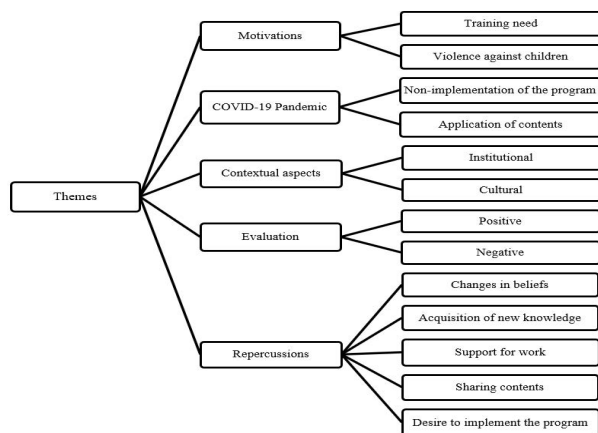 Themes
Motivations
Training need
Violence against children
COVID-19 Pandemic
Non-implementation of the program
Application of contents
Contextual aspects
Institutional
Cultural
Evaluation
Positive
Negative
Repercussions
Changes in beliefs
Acquisition of new knowledge
Support for work
Sharing contents
Desire to implement the program